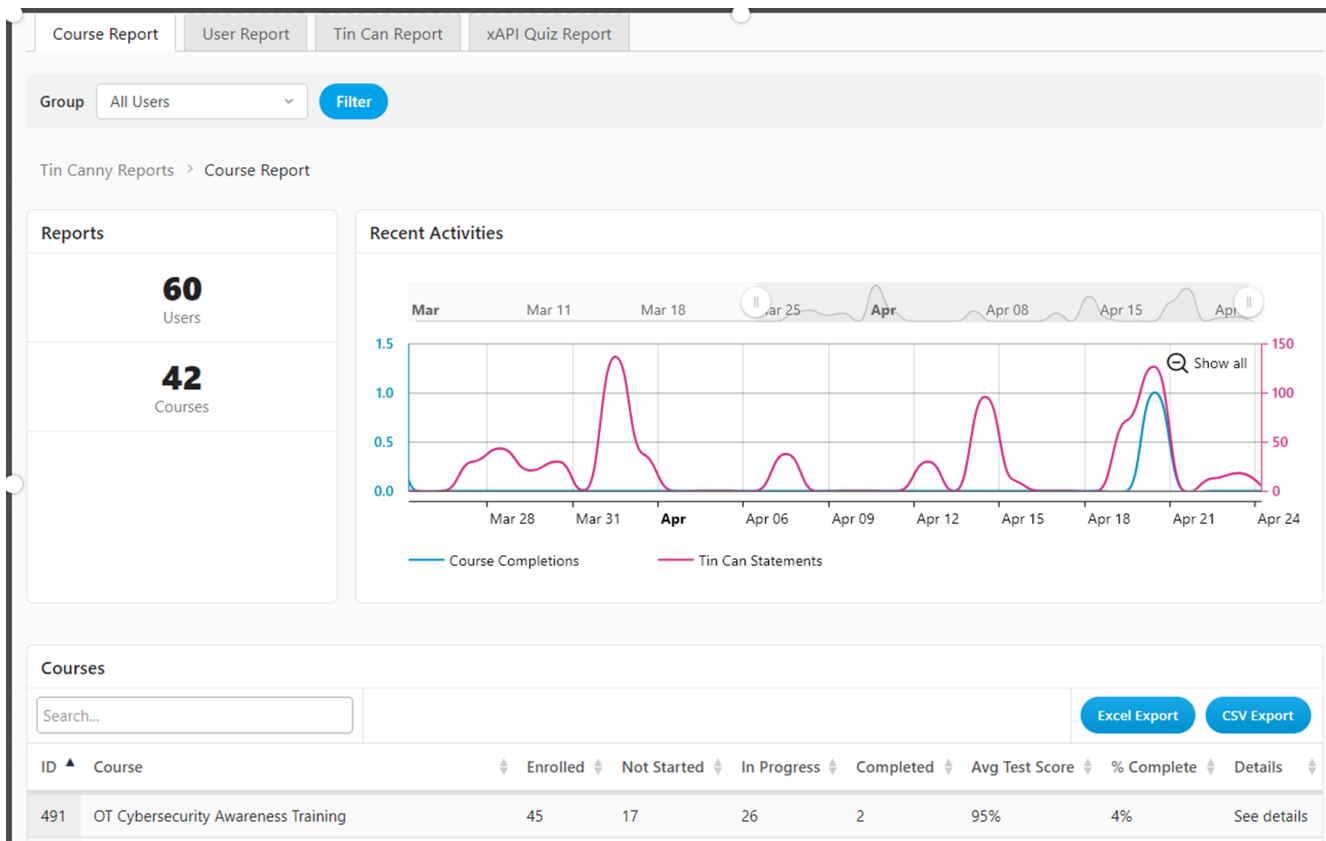 Course Report User Report Tin Can Report xAPI Quiz Report
Group All Users Filter
Tin Canny Reports > Course Report
Reports
60
Users
42
Courses
Recent Activities
Mar Mar 11 Mar 18 ar 25 Apr Apr 08 Apr 15 Ap
1.5 150
Show all
1.0 100
0.5 50
0.0 0
Mar 28 Mar 31 Apr Apr 06 Apr 09 Apr 12 Apr 15 Apr 18 Apr 21 Apr 24
Course Completions Tin Can Statements
Courses
Search... Excel Export CSV Export
ID Course Enrolled Not Started In Progress Completed Avg Test Score % Complete Details
491 OT Cybersecurity Awareness Training 45 17 26 2 95% 4% See details